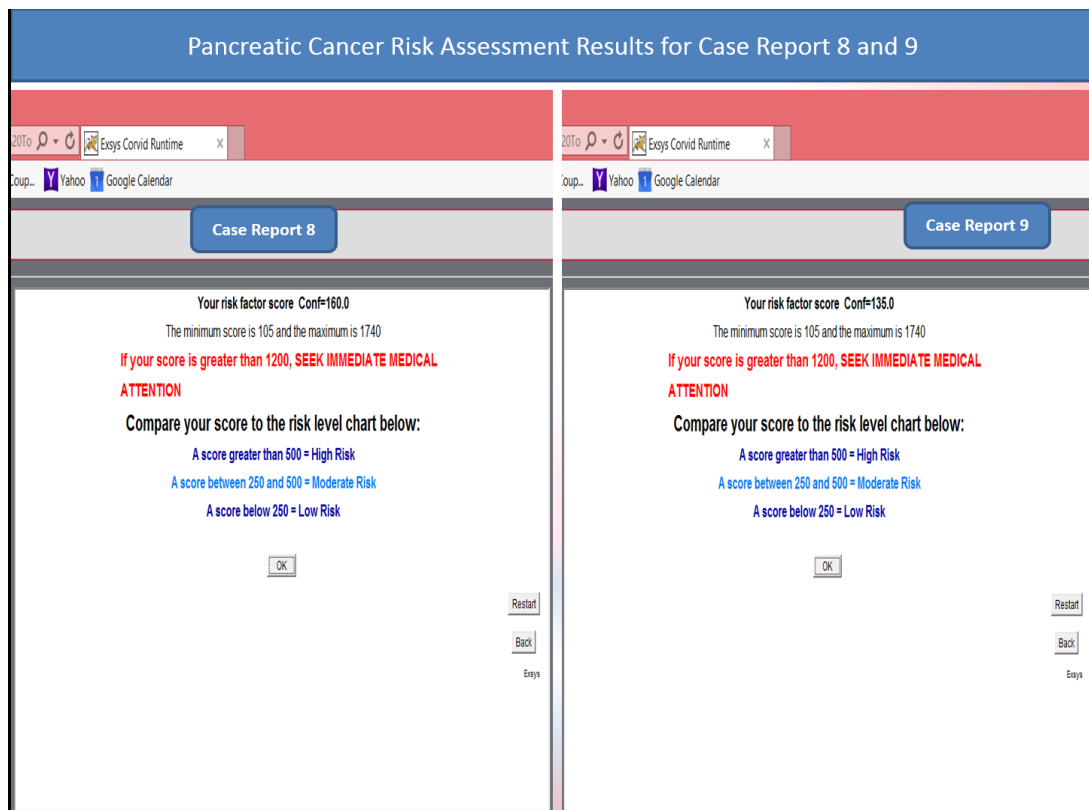 Pancreatic Cancer Risk Assessment Results for Case Report 8 and 9
20To
Exsys Corvid Runtime
Yahoo
Google Calendar
Case Report 8
Your risk factor score Conf=160.0
The minimum score is 105 and the maximum is 1740
If your score is greater than 1200, SEEK IMMEDIATE MEDICAL
ATTENTION
Compare your score to the risk level chart below:
A score greater than 500 = High Risk
A score between 250 and 500 = Moderate Risk
A score below 250 = Low Risk
OK
Restart
Back
Exsys
20To
Exsys Corvid Runtime
Yahoo
Google Calendar
Case Report 9
Your risk factor score Conf=135.0
The minimum score is 105 and the maximum is 1740
If your score is greater than 1200, SEEK IMMEDIATE MEDICAL
ATTENTION
Compare your score to the risk level chart below:
A score greater than 500 = High Risk
A score between 250 and 500 = Moderate Risk
A score below 250 = Low Risk
OK
Restart
Back
Exsys